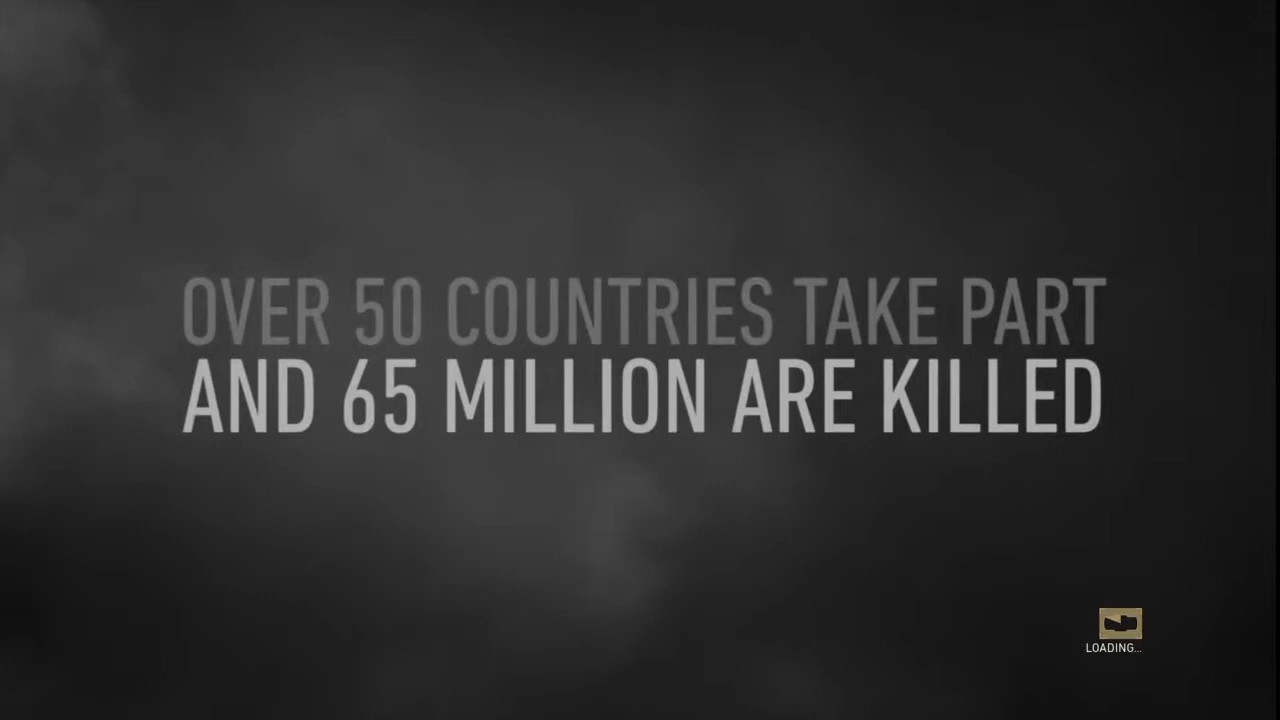 OVER 50 COUNTRIES TAKE PART
AND 65 MILLION ARE KILLED
LOADING...